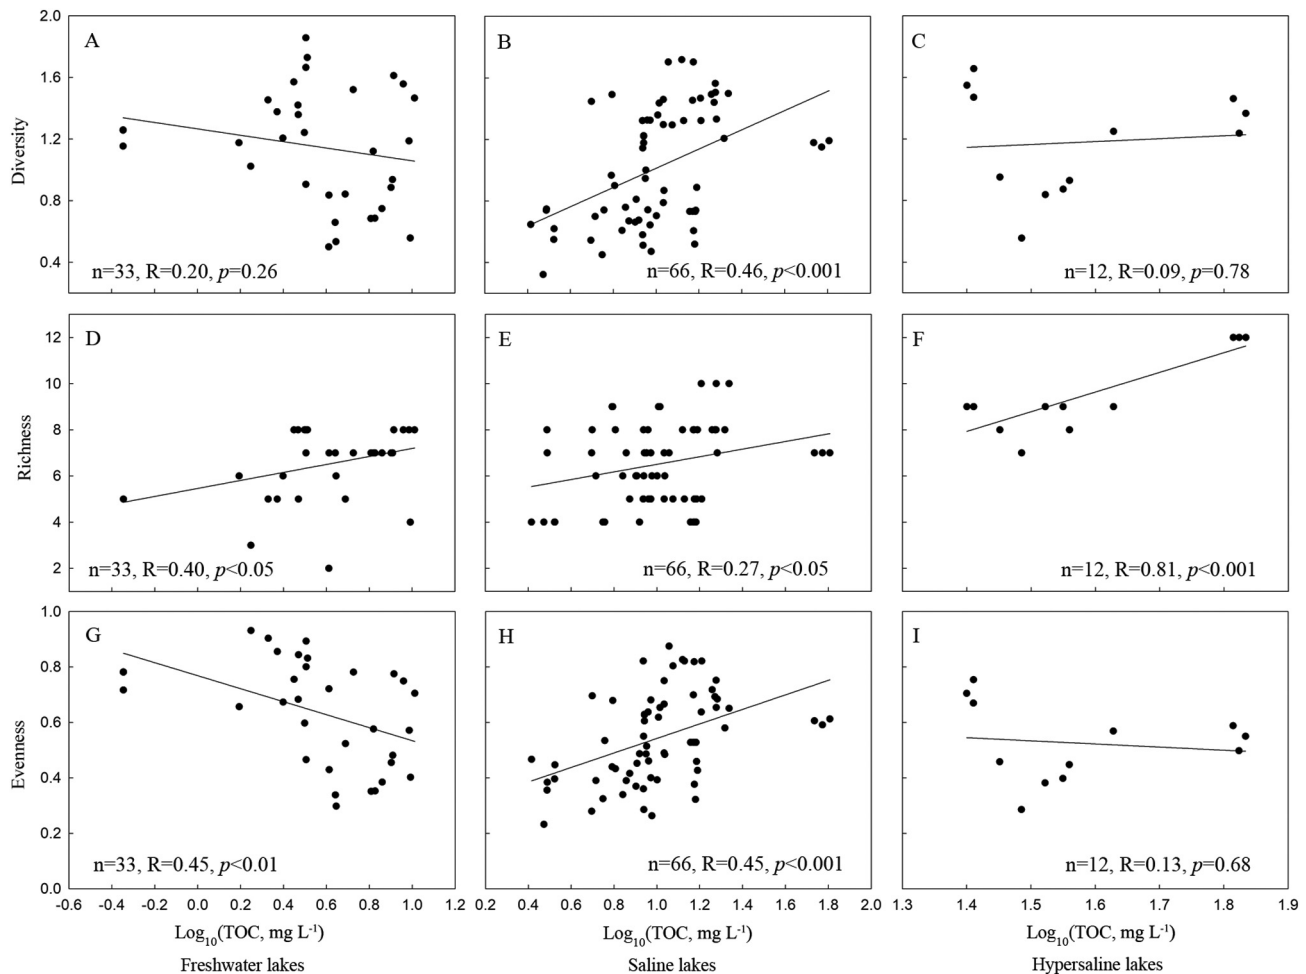 A
B
C
2.0
1.6
1.2
0.8
0.4
Diversity
n=33, R=0.20, p=0.26
n=66, R=0.46, p<0.001
n=12, R=0.09, p=0.78
D
E
F
12
10
8
6
4
2
Richness
n=33, R=0.40, p<0.05
n=66, R=0.27, p<0.05
n=12, R=0.81, p<0.001
G
H
I
1.0
0.8
0.6
0.4
0.2
0.0
Evenness
n=33, R=0.45, p<0.01
n=66, R=0.45, p<0.001
n=12, R=0.13, p=0.68
-0.6 -0.4 -0.2 0.0 0.2 0.4 0.6 0.8 1.0 1.2
0.2 0.4 0.6 0.8 1.0 1.2 1.4 1.6 1.8 2.0
1.3 1.4 1.5 1.6 1.7 1.8 1.9
Log₁₀(TOC, mg L⁻¹)
Log₁₀(TOC, mg L⁻¹)
Log₁₀(TOC, mg L⁻¹)
Freshwater lakes
Saline lakes
Hypersaline lakes